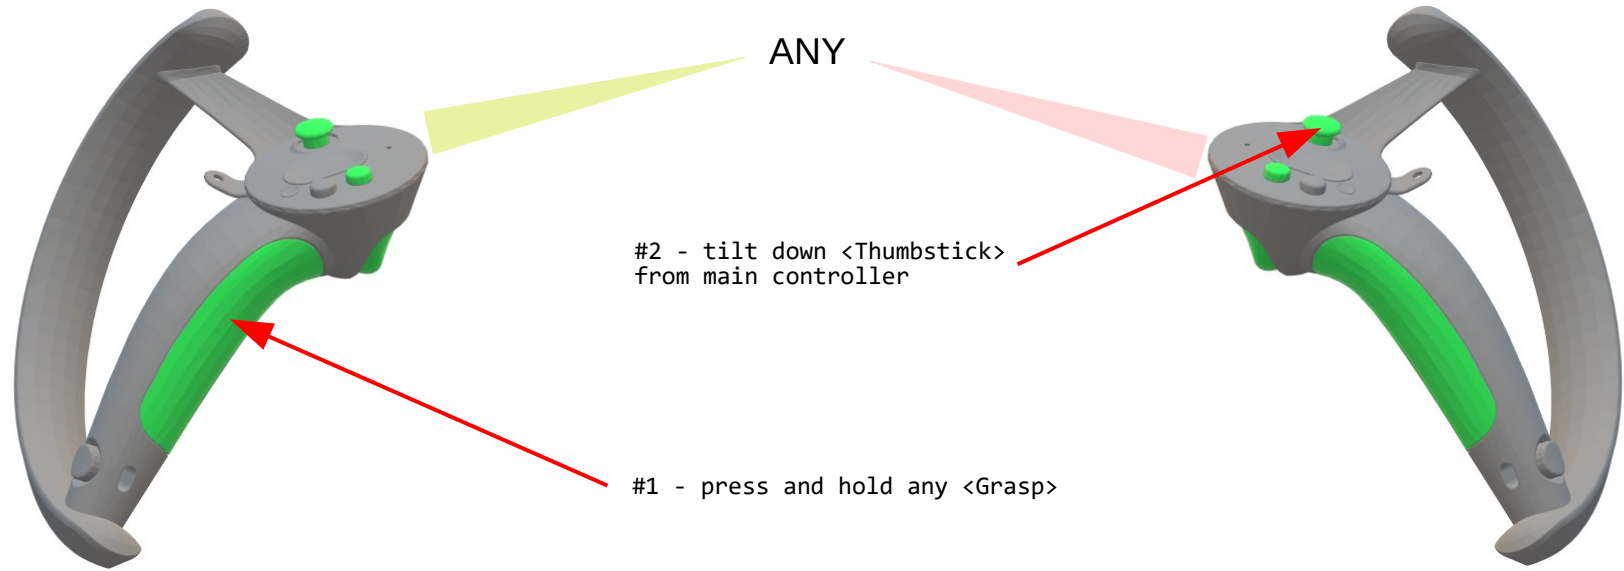 ANY
#2 - tilt down <Thumbstick>
from main controller
#1 - press and hold any <Grasp>